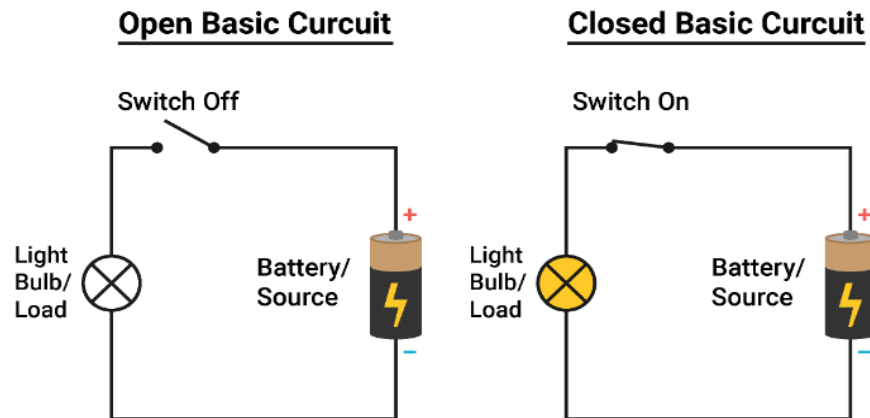 Open Basic Curcuit
Switch Off
+
Light
Bulb/
Load
Battery/
Source
−
Closed Basic Curcuit
Switch On
+
Light
Bulb/
Load
Battery/
Source
−